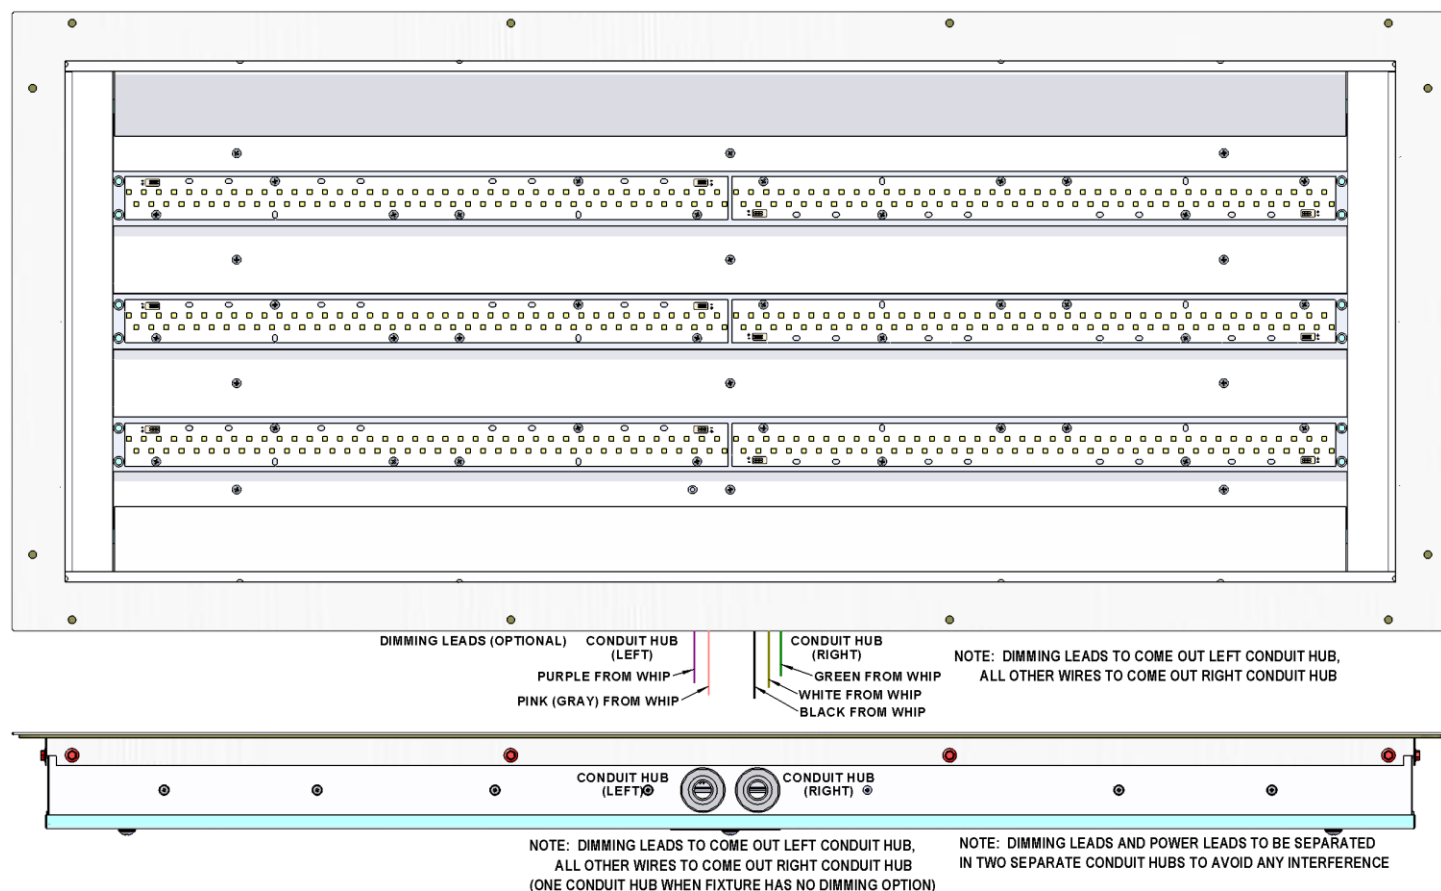 DIMMING LEADS (OPTIONAL)
CONDUIT HUB
(LEFT)
CONDUIT HUB
(RIGHT)
PURPLE FROM WHIP
PINK (GRAY) FROM WHIP
GREEN FROM WHIP
WHITE FROM WHIP
BLACK FROM WHIP
NOTE: DIMMING LEADS TO COME OUT LEFT CONDUIT HUB,
ALL OTHER WIRES TO COME OUT RIGHT CONDUIT HUB
CONDUIT HUB
(LEFT)
CONDUIT HUB
(RIGHT)
NOTE: DIMMING LEADS TO COME OUT LEFT CONDUIT HUB,
ALL OTHER WIRES TO COME OUT RIGHT CONDUIT HUB
(ONE CONDUIT HUB WHEN FIXTURE HAS NO DIMMING OPTION)
NOTE: DIMMING LEADS AND POWER LEADS TO BE SEPARATED
IN TWO SEPARATE CONDUIT HUBS TO AVOID ANY INTERFERENCE